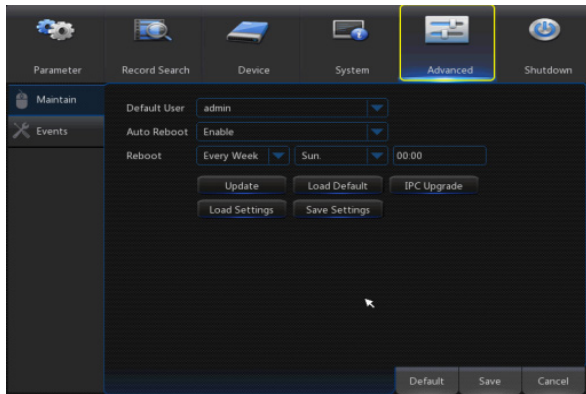 Parameter Record Search Device System Advanced Shutdown
Maintain
Events
Default User admin
Auto Reboot Enable
Reboot Every Week Sun. 00:00
Update Load Default IPC Upgrade
Load Settings Save Settings
Default Save Cancel